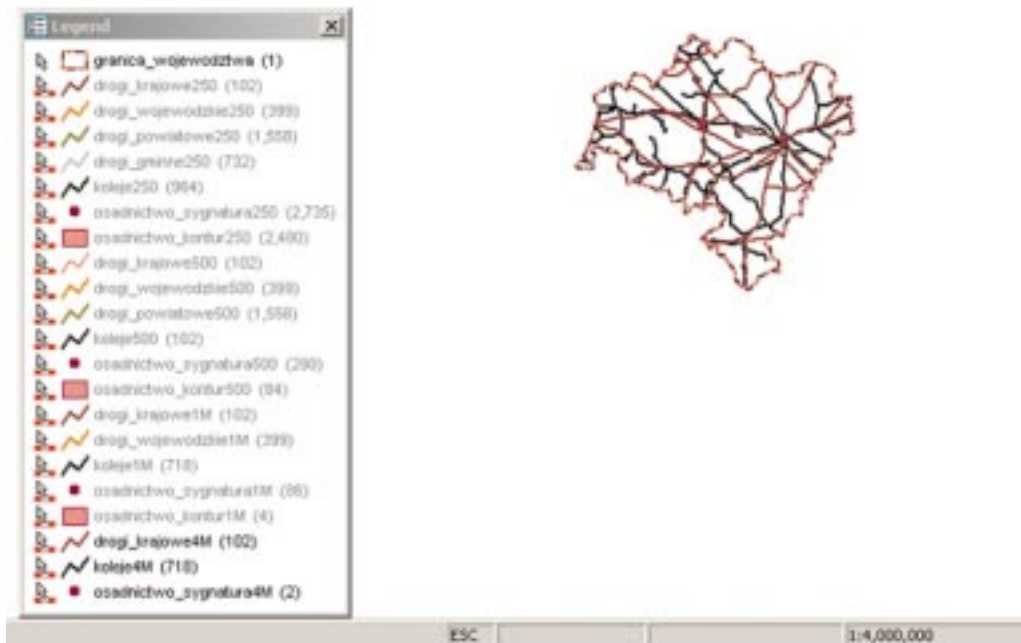 Legend
granica_wojewodztwa (1)
drogi_krajowe250 (102)
drogi_wojewodzkie250 (399)
drogi_powiatowe250 (1,558)
drogi_gminne250 (732)
koleje250 (964)
osadnictwo_sygnatura250 (2,735)
osadnictwo_kontur250 (2,490)
drogi_krajowe500 (102)
drogi_wojewodzkie500 (399)
drogi_powiatowe500 (1,558)
koleje500 (102)
osadnictwo_sygnatura500 (290)
osadnictwo_kontur500 (84)
drogi_krajowe1M (102)
drogi_wojewodzkie1M (399)
koleje1M (718)
osadnictwo_sygnatura1M (86)
osadnictwo_kontur1M (4)
drogi_krajowe4M (102)
koleje4M (718)
osadnictwo_sygnatura4M (2)
ESC 1:4,000,000